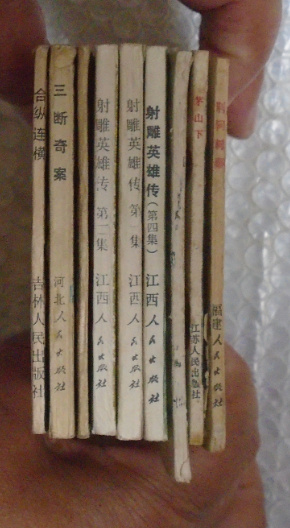 合纵连横 吉林人民出版社
三断奇案 河北人民出版社
射雕英雄传 第二集 江西人民出版社
射雕英雄传 第 集 江西人民出版社
射雕英雄传(第四集) 江西人民出版社
茅山下 江苏人民出版社
福建人民出版社